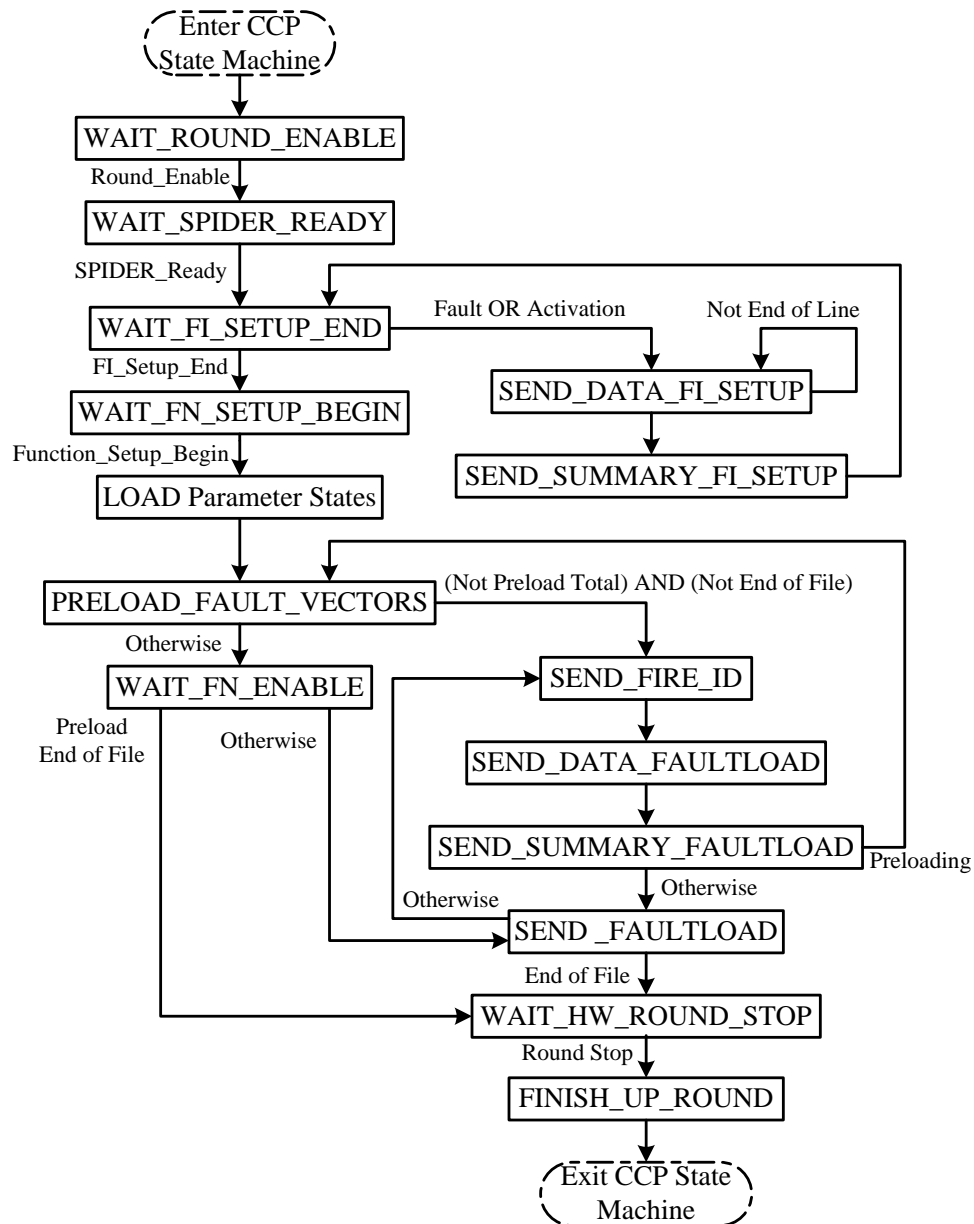 Enter CCP
State Machine
WAIT_ROUND_ENABLE
Round_Enable
WAIT_SPIDER_READY
SPIDER_Ready
WAIT_FI_SETUP_END
Fault OR Activation
Not End of Line
FI_Setup_End
SEND_DATA_FI_SETUP
WAIT_FN_SETUP_BEGIN
Function_Setup_Begin
SEND_SUMMARY_FI_SETUP
LOAD Parameter States
(Not Preload Total) AND (Not End of File)
PRELOAD_FAULT_VECTORS
Otherwise
WAIT_FN_ENABLE
SEND_FIRE_ID
Preload
End of File
Otherwise
SEND_DATA_FAULTLOAD
SEND_SUMMARY_FAULTLOAD
Preloading
Otherwise
Otherwise
SEND _FAULTLOAD
End of File
WAIT_HW_ROUND_STOP
Round Stop
FINISH_UP_ROUND
Exit CCP State
Machine